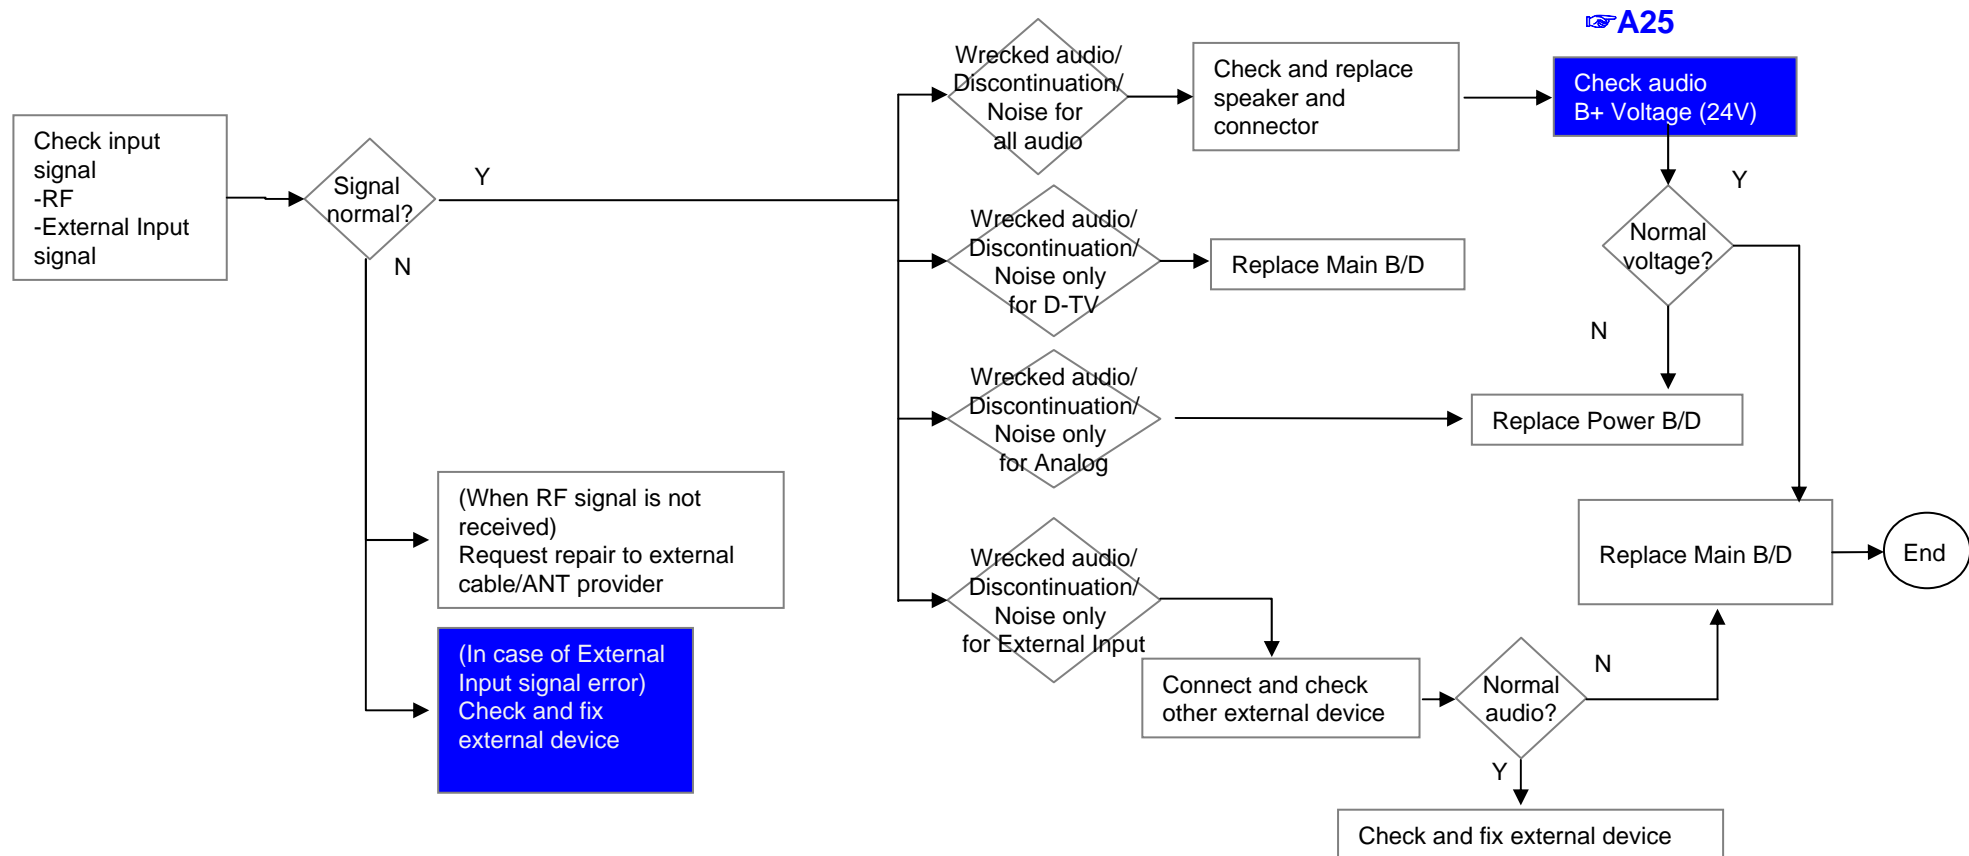 ☞A25
Check input
signal
-RF
-External Input
signal
Signal
normal?
Y
N
(When RF signal is not
received)
Request repair to external
cable/ANT provider
(In case of External
Input signal error)
Check and fix
external device
Wrecked audio/
Discontinuation/
Noise for
all audio
Check and replace
speaker and
connector
Check audio
B+ Voltage (24V)
Y
Normal
voltage?
N
Wrecked audio/
Discontinuation/
Noise only
for D-TV
Replace Main B/D
Wrecked audio/
Discontinuation/
Noise only
for Analog
Replace Power B/D
Wrecked audio/
Discontinuation/
Noise only
for External Input
Connect and check
other external device
Normal
audio?
N
Y
Replace Main B/D
End
Check and fix external device